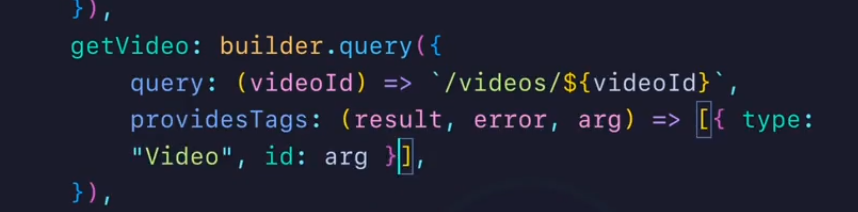 }),
getVideo: builder.query({
query: (videoId) => `/videos/${videoId}`,
providesTags: (result, error, arg) => [{ type:
"Video", id: arg }],
}),